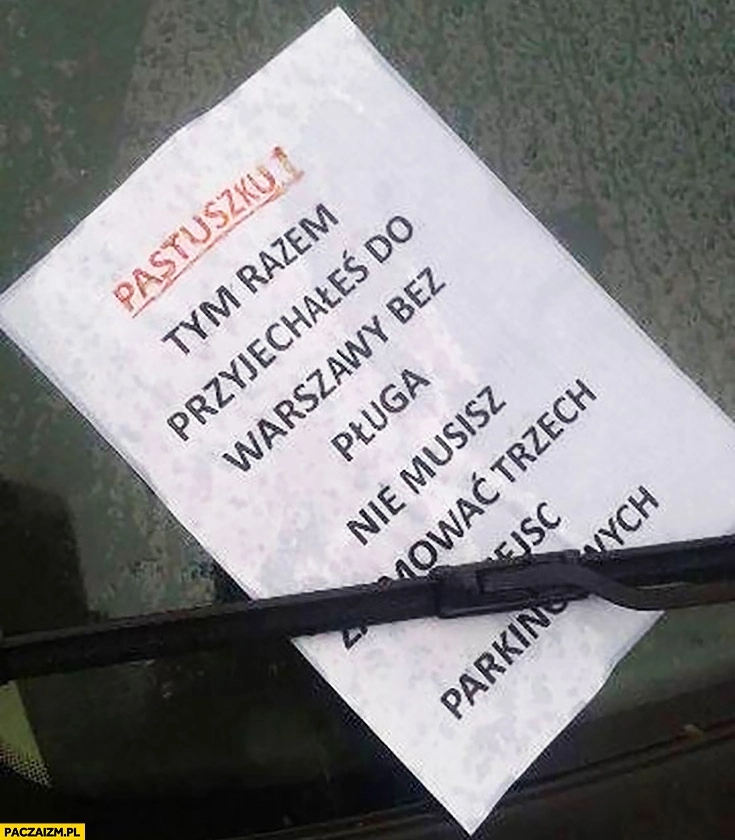 PASTUSZKU!
TYM RAZEM
PRZYJECHAŁEŚ DO
WARSZAWY BEZ
PŁUGA
NIE MUSISZ
TRZECH
PACZAIZM.PL